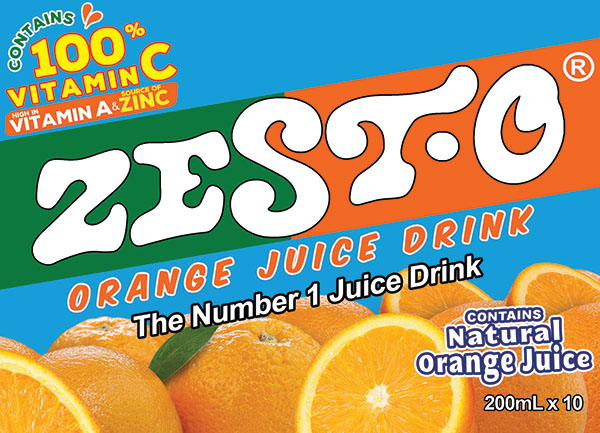 CONTAINS
100%
VITAMIN C
HIGH IN VITAMIN A & SOURCE OF ZINC
ZEST-O®
ORANGE JUICE DRINK
The Number 1 Juice Drink
CONTAINS
Natural
Orange Juice
200mL x 10